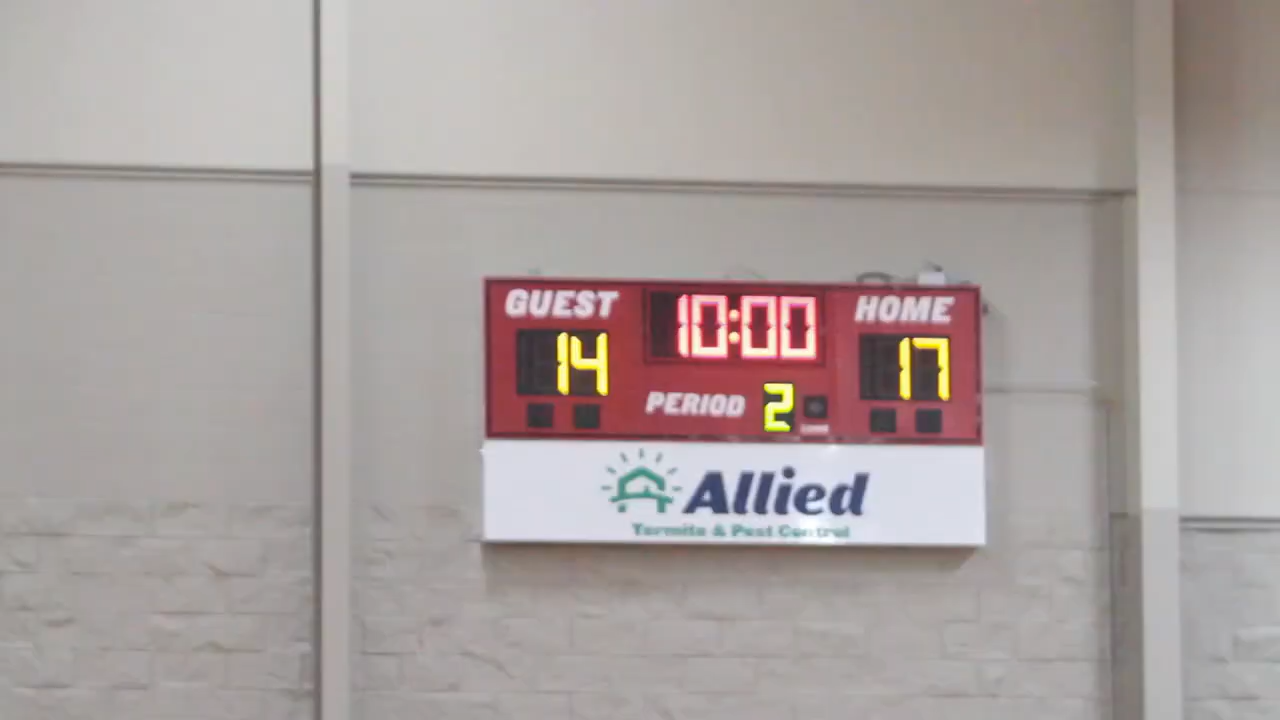 GUEST 10:00 HOME
14 17
PERIOD 2
Allied
Termite & Pest Control